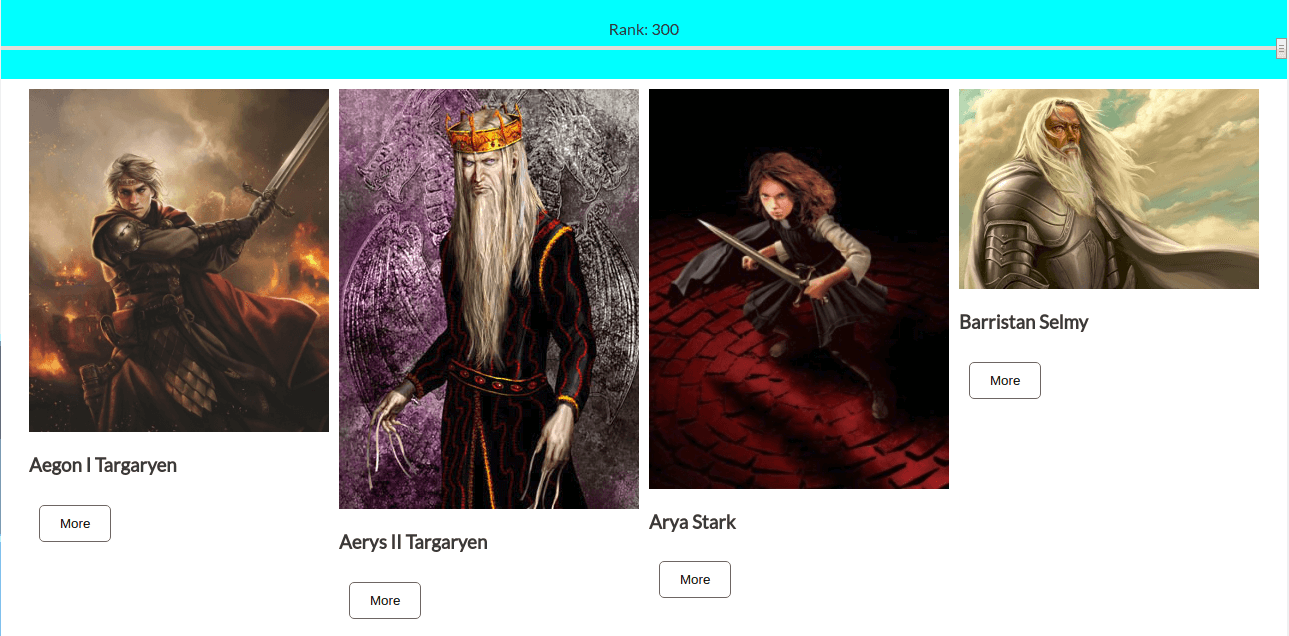 Rank: 300
Aegon I Targaryen
More
Aerys II Targaryen
More
Arya Stark
More
Barristan Selmy
More